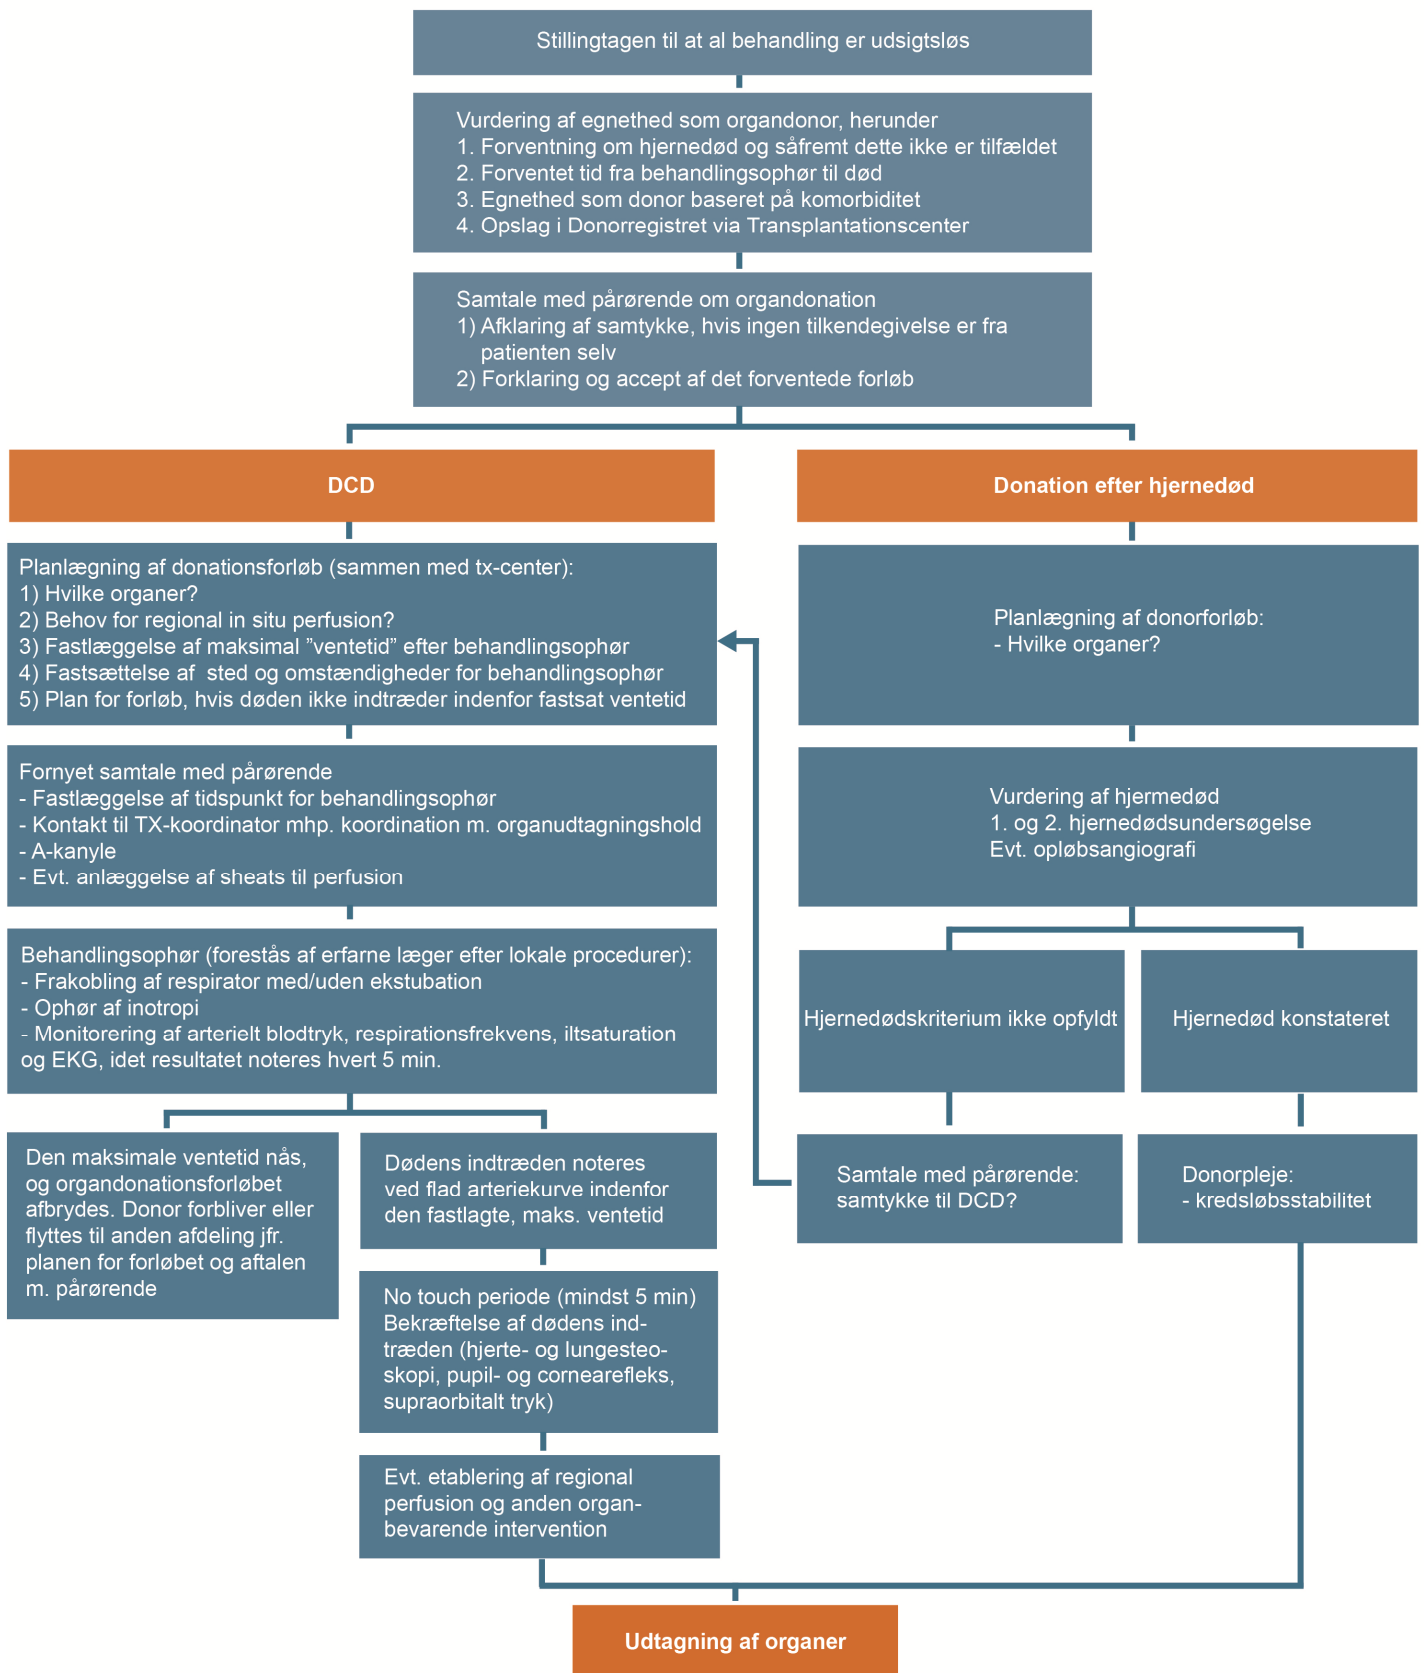 Stillingtagen til at al behandling er udsigtsløs
Vurdering af egnethed som organdonor, herunder
1. Forventning om hjernedød og såfremt dette ikke er tilfældet
2. Forventet tid fra behandlingsophør til død
3. Egnethed som donor baseret på komorbiditet
4. Opslag i Donorregistret via Transplantationscenter
Samtale med pårørende om organdonation
1) Afklaring af samtykke, hvis ingen tilkendegivelse er fra
patienten selv
2) Forklaring og accept af det forventede forløb
DCD
Planlægning af donationsforløb (sammen med tx-center):
1) Hvilke organer?
2) Behov for regional in situ perfusion?
3) Fastlæggelse af maksimal ”ventetid” efter behandlingsophør
4) Fastsættelse af sted og omstændigheder for behandlingsophør
5) Plan for forløb, hvis døden ikke indtræder indenfor fastsat ventetid
Fornyet samtale med pårørende
- Fastlæggelse af tidspunkt for behandlingsophør
- Kontakt til TX-koordinator mhp. koordination m. organudtagningshold
- A-kanyle
- Evt. anlæggelse af sheats til perfusion
Behandlingsophør (forestås af erfarne læger efter lokale procedurer):
- Frakobling af respirator med/uden ekstubation
- Ophør af inotropi
- Monitorering af arterielt blodtryk, respirationsfrekvens, iltsaturation
og EKG, idet resultatet noteres hvert 5 min.
Den maksimale ventetid nås,
og organdonationsforløbet
afbrydes. Donor forbliver eller
flyttes til anden afdeling jfr.
planen for forløbet og aftalen
m. pårørende
Dødens indtræden noteres
ved flad arteriekurve indenfor
den fastlagte, maks. ventetid
No touch periode (mindst 5 min)
Bekræftelse af dødens ind-
træden (hjerte- og lungesteo-
skopi, pupil- og cornearefleks,
supraorbitalt tryk)
Evt. etablering af regional
perfusion og anden organ-
bevarende intervention
Donation efter hjernedød
Planlægning af donorforløb:
- Hvilke organer?
Vurdering af hjermedød
1. og 2. hjernedødsundersøgelse
Evt. opløbsangiografi
Hjernedødskriterium ikke opfyldt
Hjernedød konstateret
Samtale med pårørende:
samtykke til DCD?
Donorpleje:
- kredsløbsstabilitet
Udtagning af organer